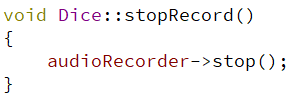 void Dice::stopRecord()
{
    audioRecorder->stop();
}